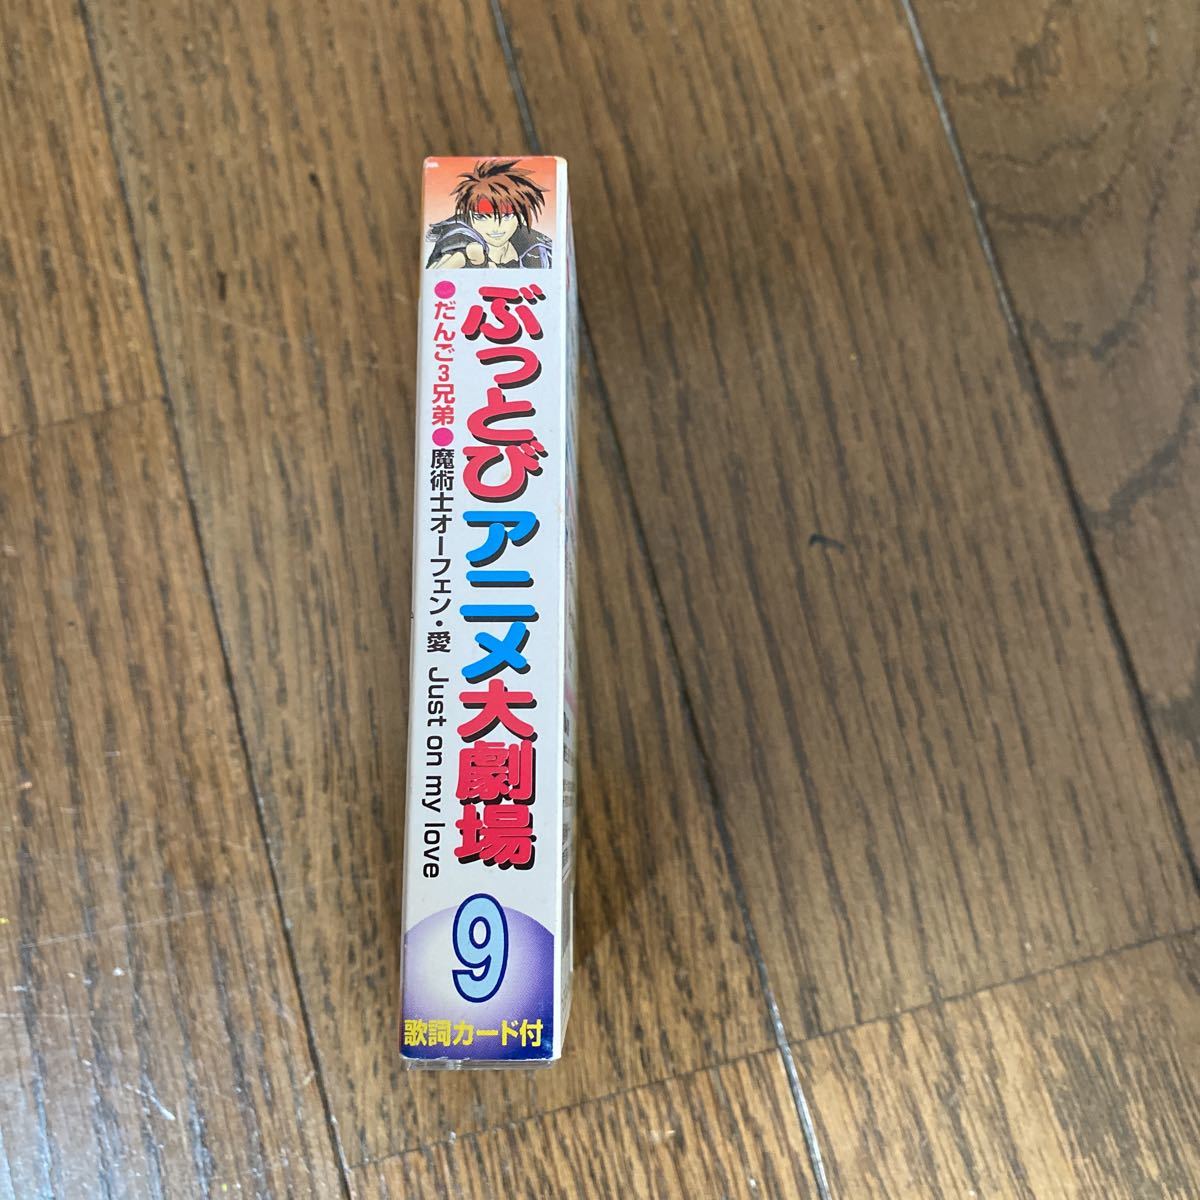 ぶっとびアニメ大劇場
●だんご3兄弟●魔術士オーフェン・愛 Just on my love
9
歌詞カード付